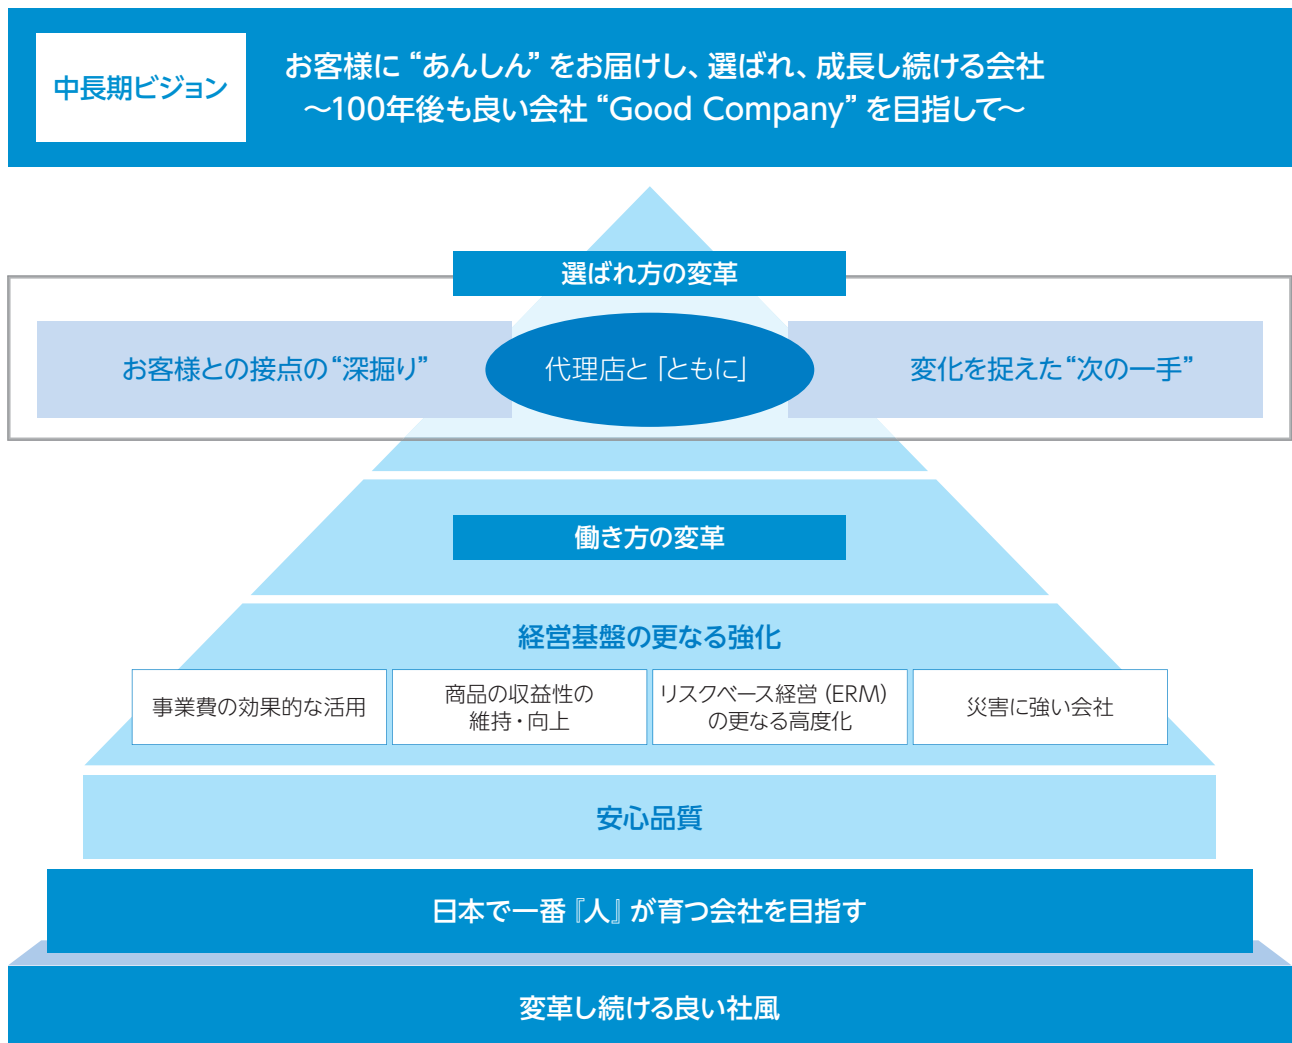 中長期ビジョン
お客様に“あんしん”をお届けし、選ばれ、成長し続ける会社
～100年後も良い会社“Good Company”を目指して～
選ばれ方の変革
お客様との接点の“深掘り”
代理店と「ともに」
変化を捉えた“次の一手”
働き方の変革
経営基盤の更なる強化
事業費の効果的な活用
商品の収益性の
維持・向上
リスクベース経営（ERM）
の更なる高度化
災害に強い会社
安心品質
日本で一番『人』が育つ会社を目指す
変革し続ける良い社風